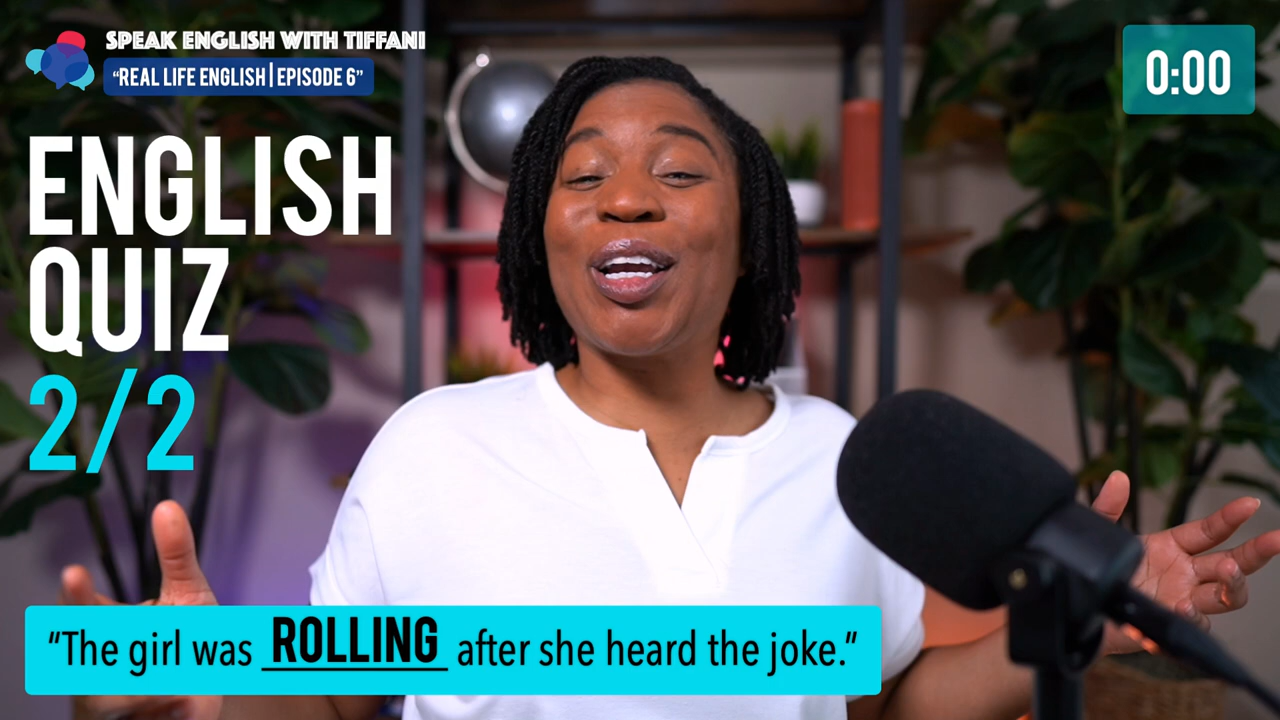 SPEAK ENGLISH WITH TIFFANI
"REAL LIFE ENGLISH | EPISODE 6"
0:00
ENGLISH
QUIZ
2/2
"The girl was ROLLING after she heard the joke."